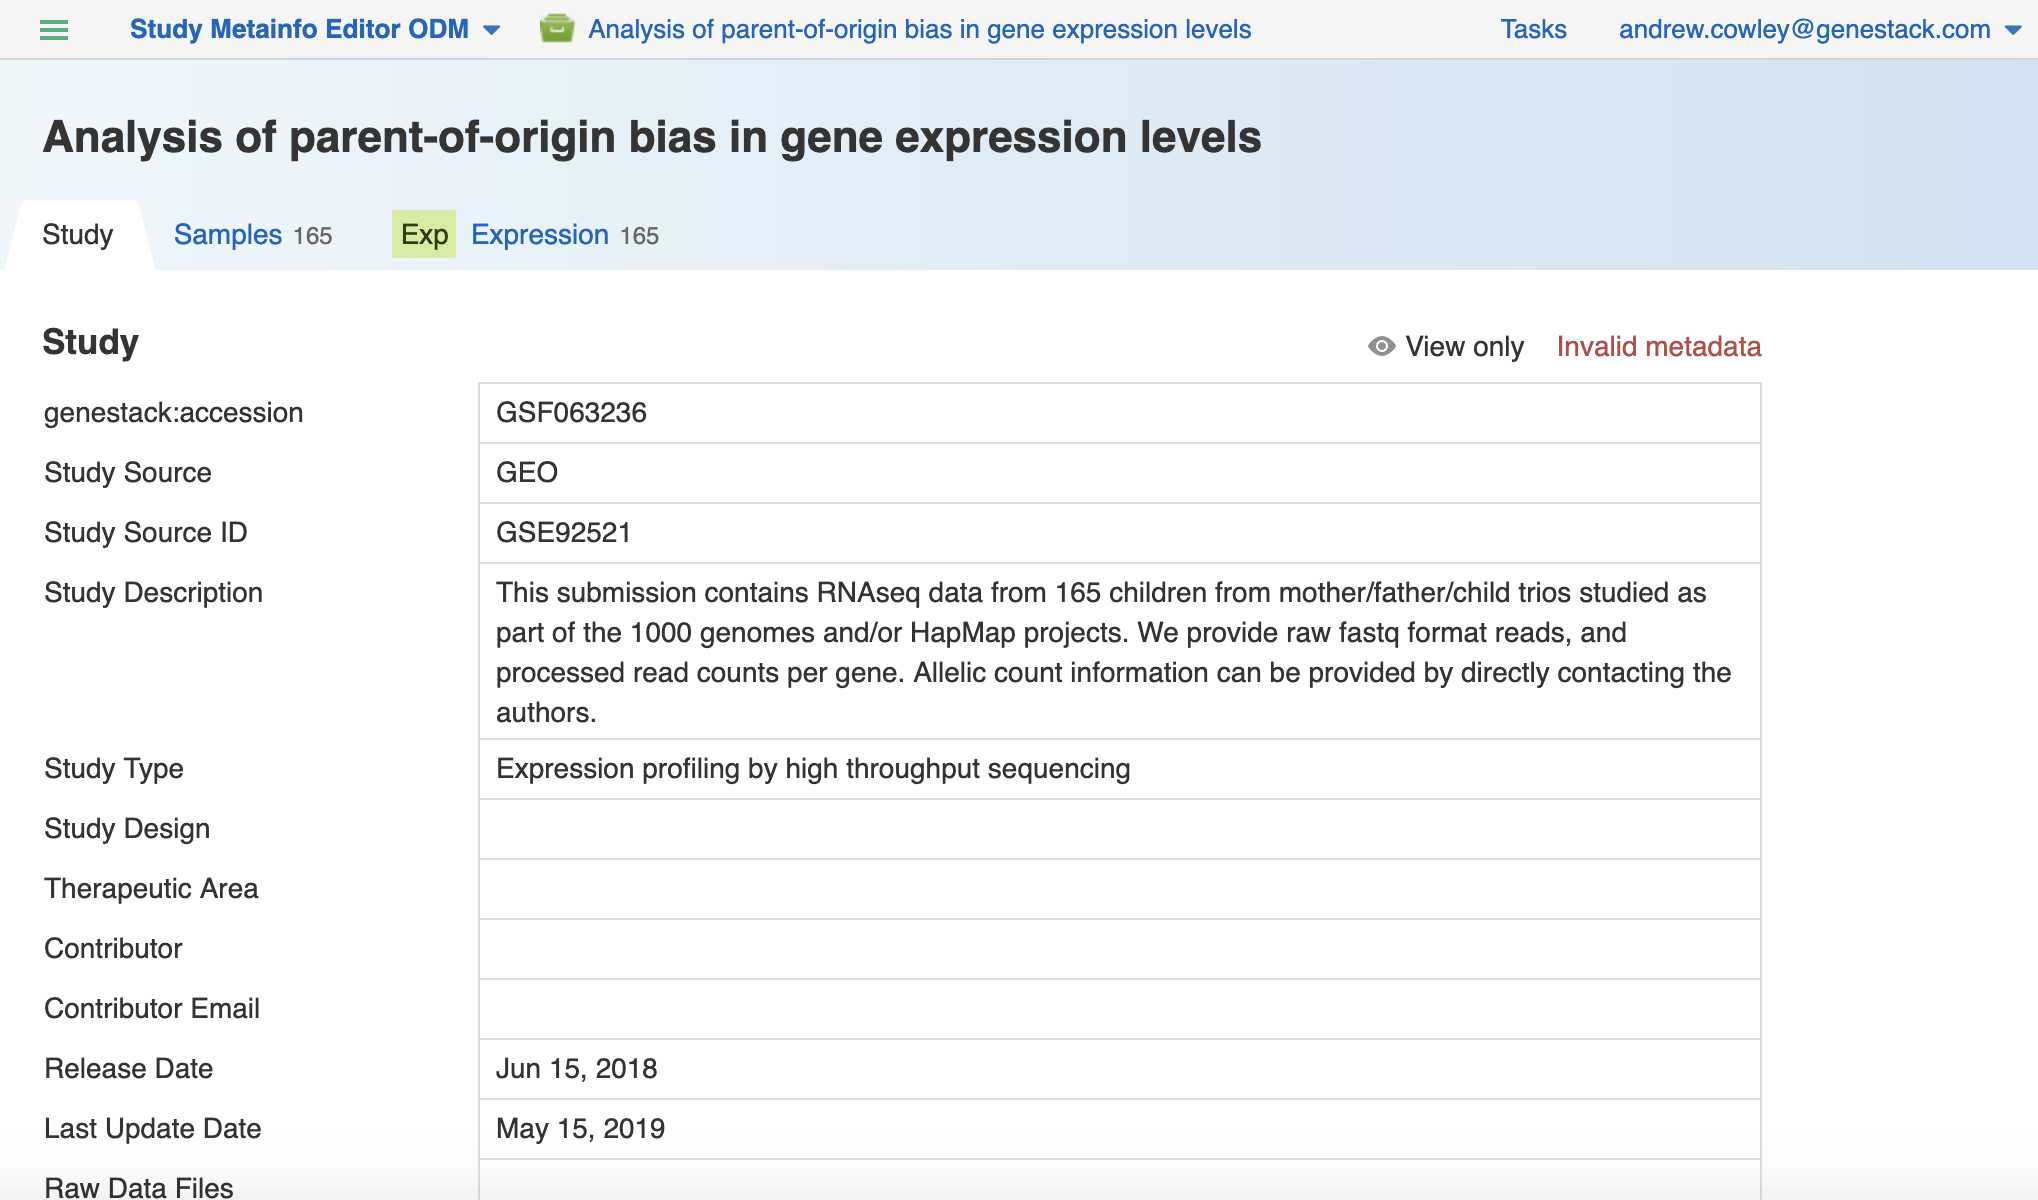 Study Metainfo Editor ODM Analysis of parent-of-origin bias in gene expression levels Tasks andrew.cowley@genestack.com
Analysis of parent-of-origin bias in gene expression levels
Study Samples 165 Exp Expression 165
Study View only Invalid metadata
genestack:accession GSF063236
Study Source GEO
Study Source ID GSE92521
Study Description This submission contains RNAseq data from 165 children from mother/father/child trios studied as
part of the 1000 genomes and/or HapMap projects. We provide raw fastq format reads, and
processed read counts per gene. Allelic count information can be provided by directly contacting the
authors.
Study Type Expression profiling by high throughput sequencing
Study Design
Therapeutic Area
Contributor
Contributor Email
Release Date Jun 15, 2018
Last Update Date May 15, 2019
Raw Data Files